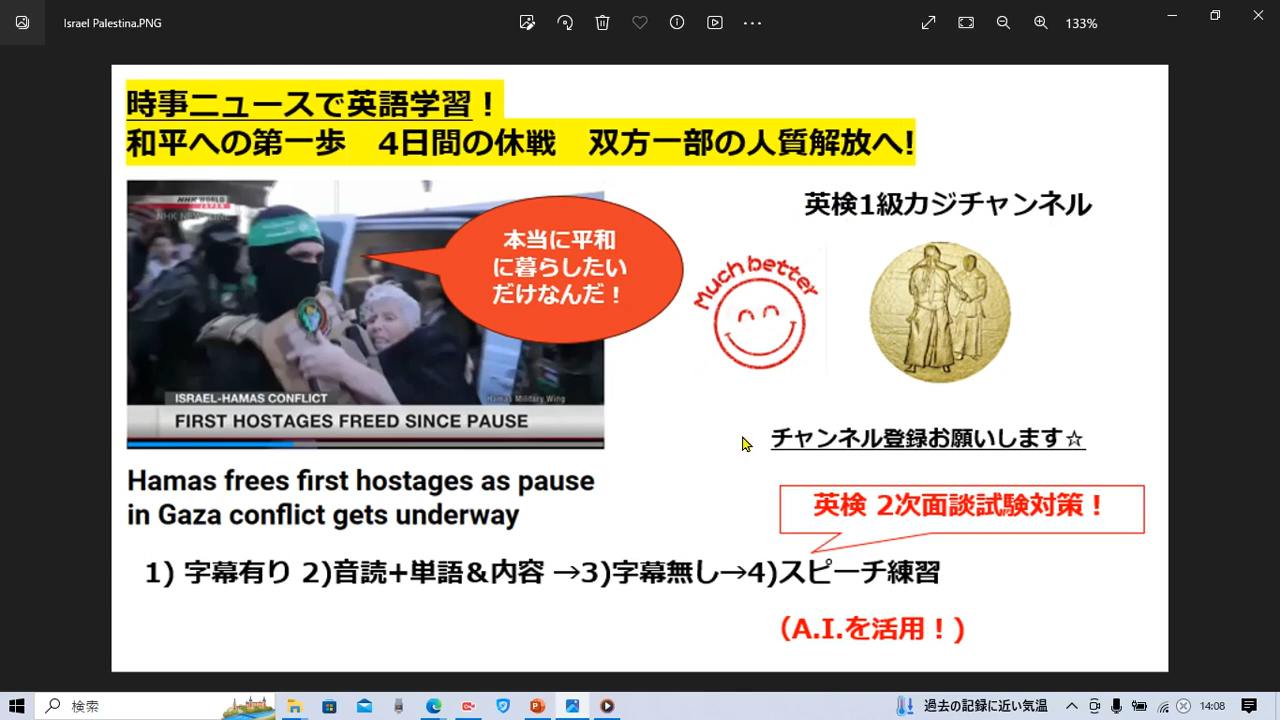 Israel Palestina.PNG
133%
時事ニュースで英語学習！
和平への第一歩　4日間の休戦　双方一部の人質解放へ!
英検1級カジチャンネル
NHK WORLD
JAPAN
NHK NEWSLINE
本当に平和
に暮らしたい
だけなんだ！
Much better
Hamas Military Wing
ISRAEL-HAMAS CONFLICT
FIRST HOSTAGES FREED SINCE PAUSE
チャンネル登録お願いします☆
Hamas frees first hostages as pause
in Gaza conflict gets underway
英検 2次面談試験対策！
1) 字幕有り 2)音読+単語＆内容 →3)字幕無し→4)スピーチ練習
(A.I.を活用！)
検索
過去の記録に近い気温
14:08